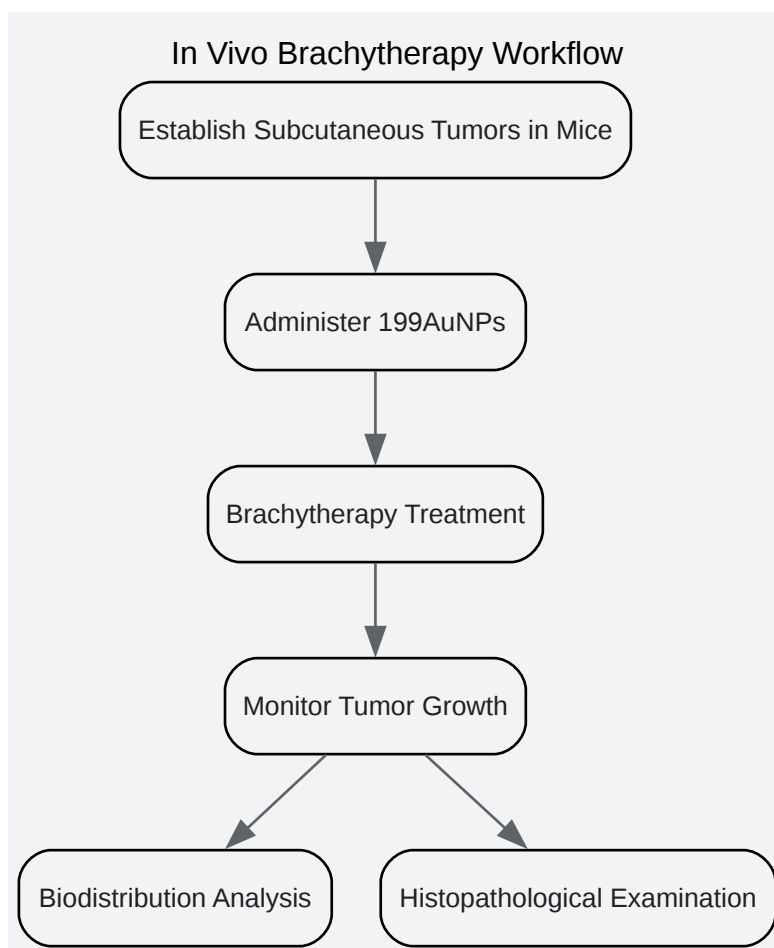 In Vivo Brachytherapy Workflow
Establish Subcutaneous Tumors in Mice
Administer 199AuNPs
Brachytherapy Treatment
Monitor Tumor Growth
Biodistribution Analysis
Histopathological Examination